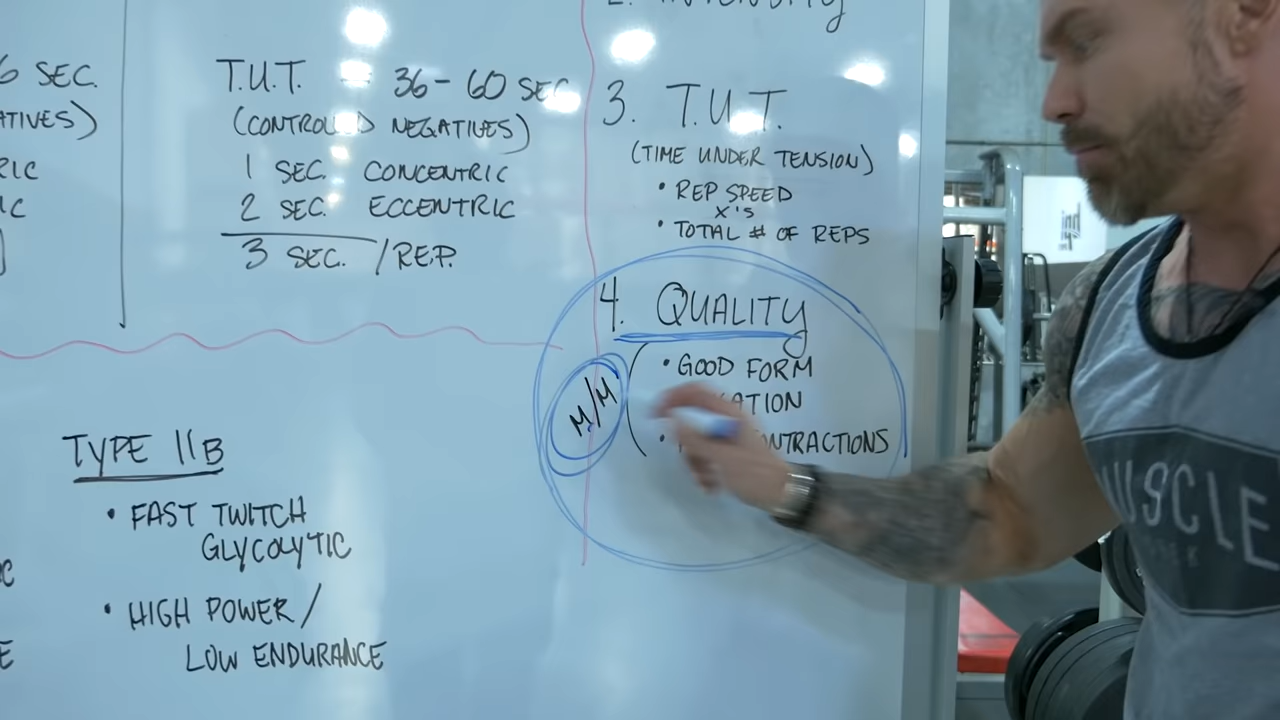 6 SEC.
ATIVES)
RIC
IC
T.U.T. = 36-60 SEC
(CONTROLLED NEGATIVES)
1 SEC. CONCENTRIC
2 SEC. ECCENTRIC
3 SEC. /REP.
3. T.U.T.
(TIME UNDER TENSION)
• REP SPEED
X'S
• TOTAL # OF REPS
4. QUALITY
M/M
• GOOD FORM
ATION
• NTRACTIONS
TYPE IIB
• FAST TWITCH
GLYCOLYTIC
• HIGH POWER/
LOW ENDURANCE
MUSCLE